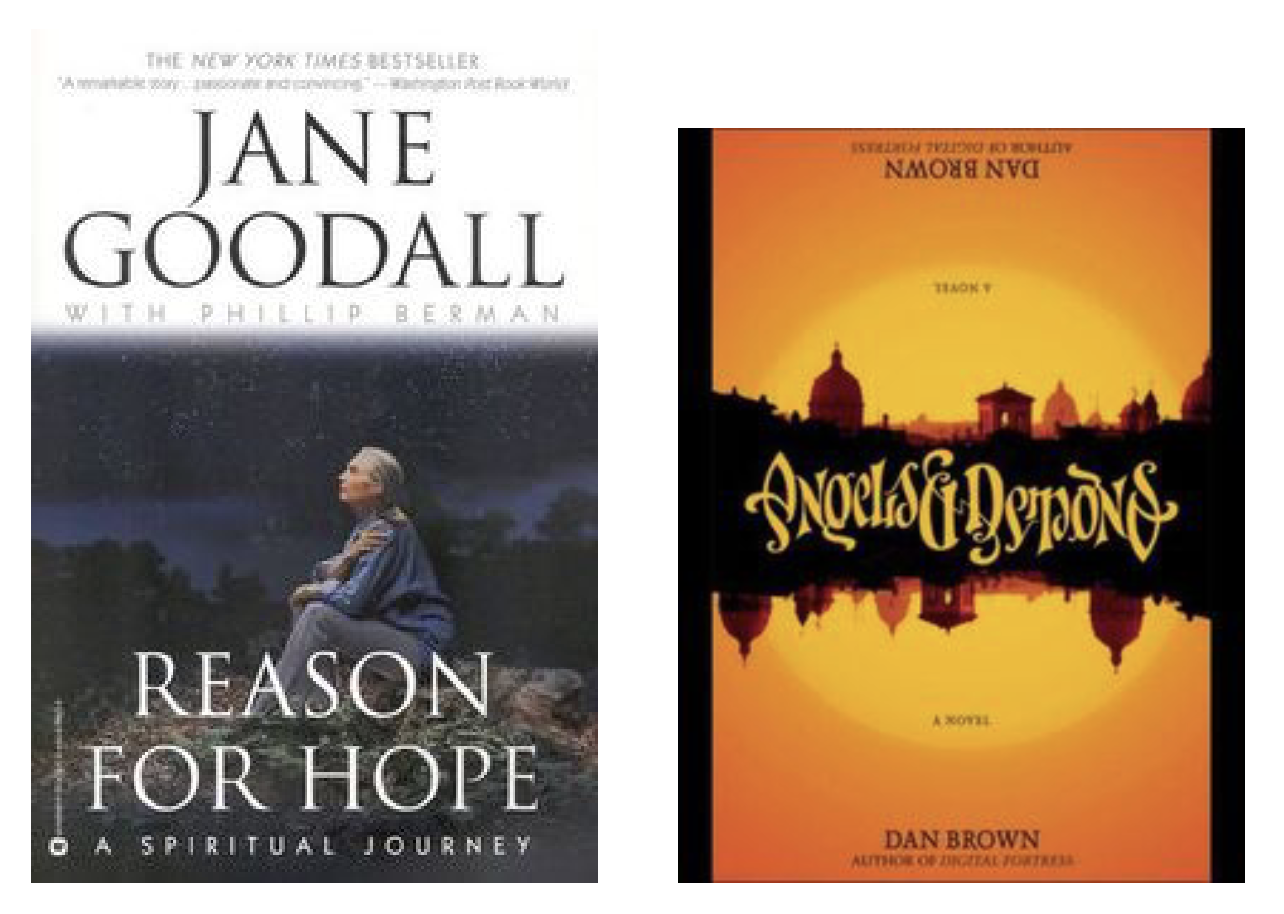 THE NEW YORK TIMES BESTSELLER
"A remarkable story...passionate and convincing." — Washington Post Book World
JANE
GOODALL
WITH PHILLIP BERMAN
REASON
FOR HOPE
A SPIRITUAL JOURNEY
AUTHOR OF DIGITAL FORTRESS
DAN BROWN
A NOVEL
Angels & Demons
A NOVEL
DAN BROWN
AUTHOR OF DIGITAL FORTRESS